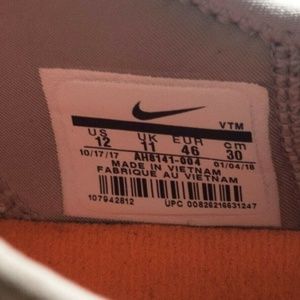 VTM
US UK EUR cm
12 11 46 30
10/17/17 AH8141-004 01/04/18
MADE IN VIETNAM
FABRIQUE AU VIETNAM
107942812
UPC 00826216631247